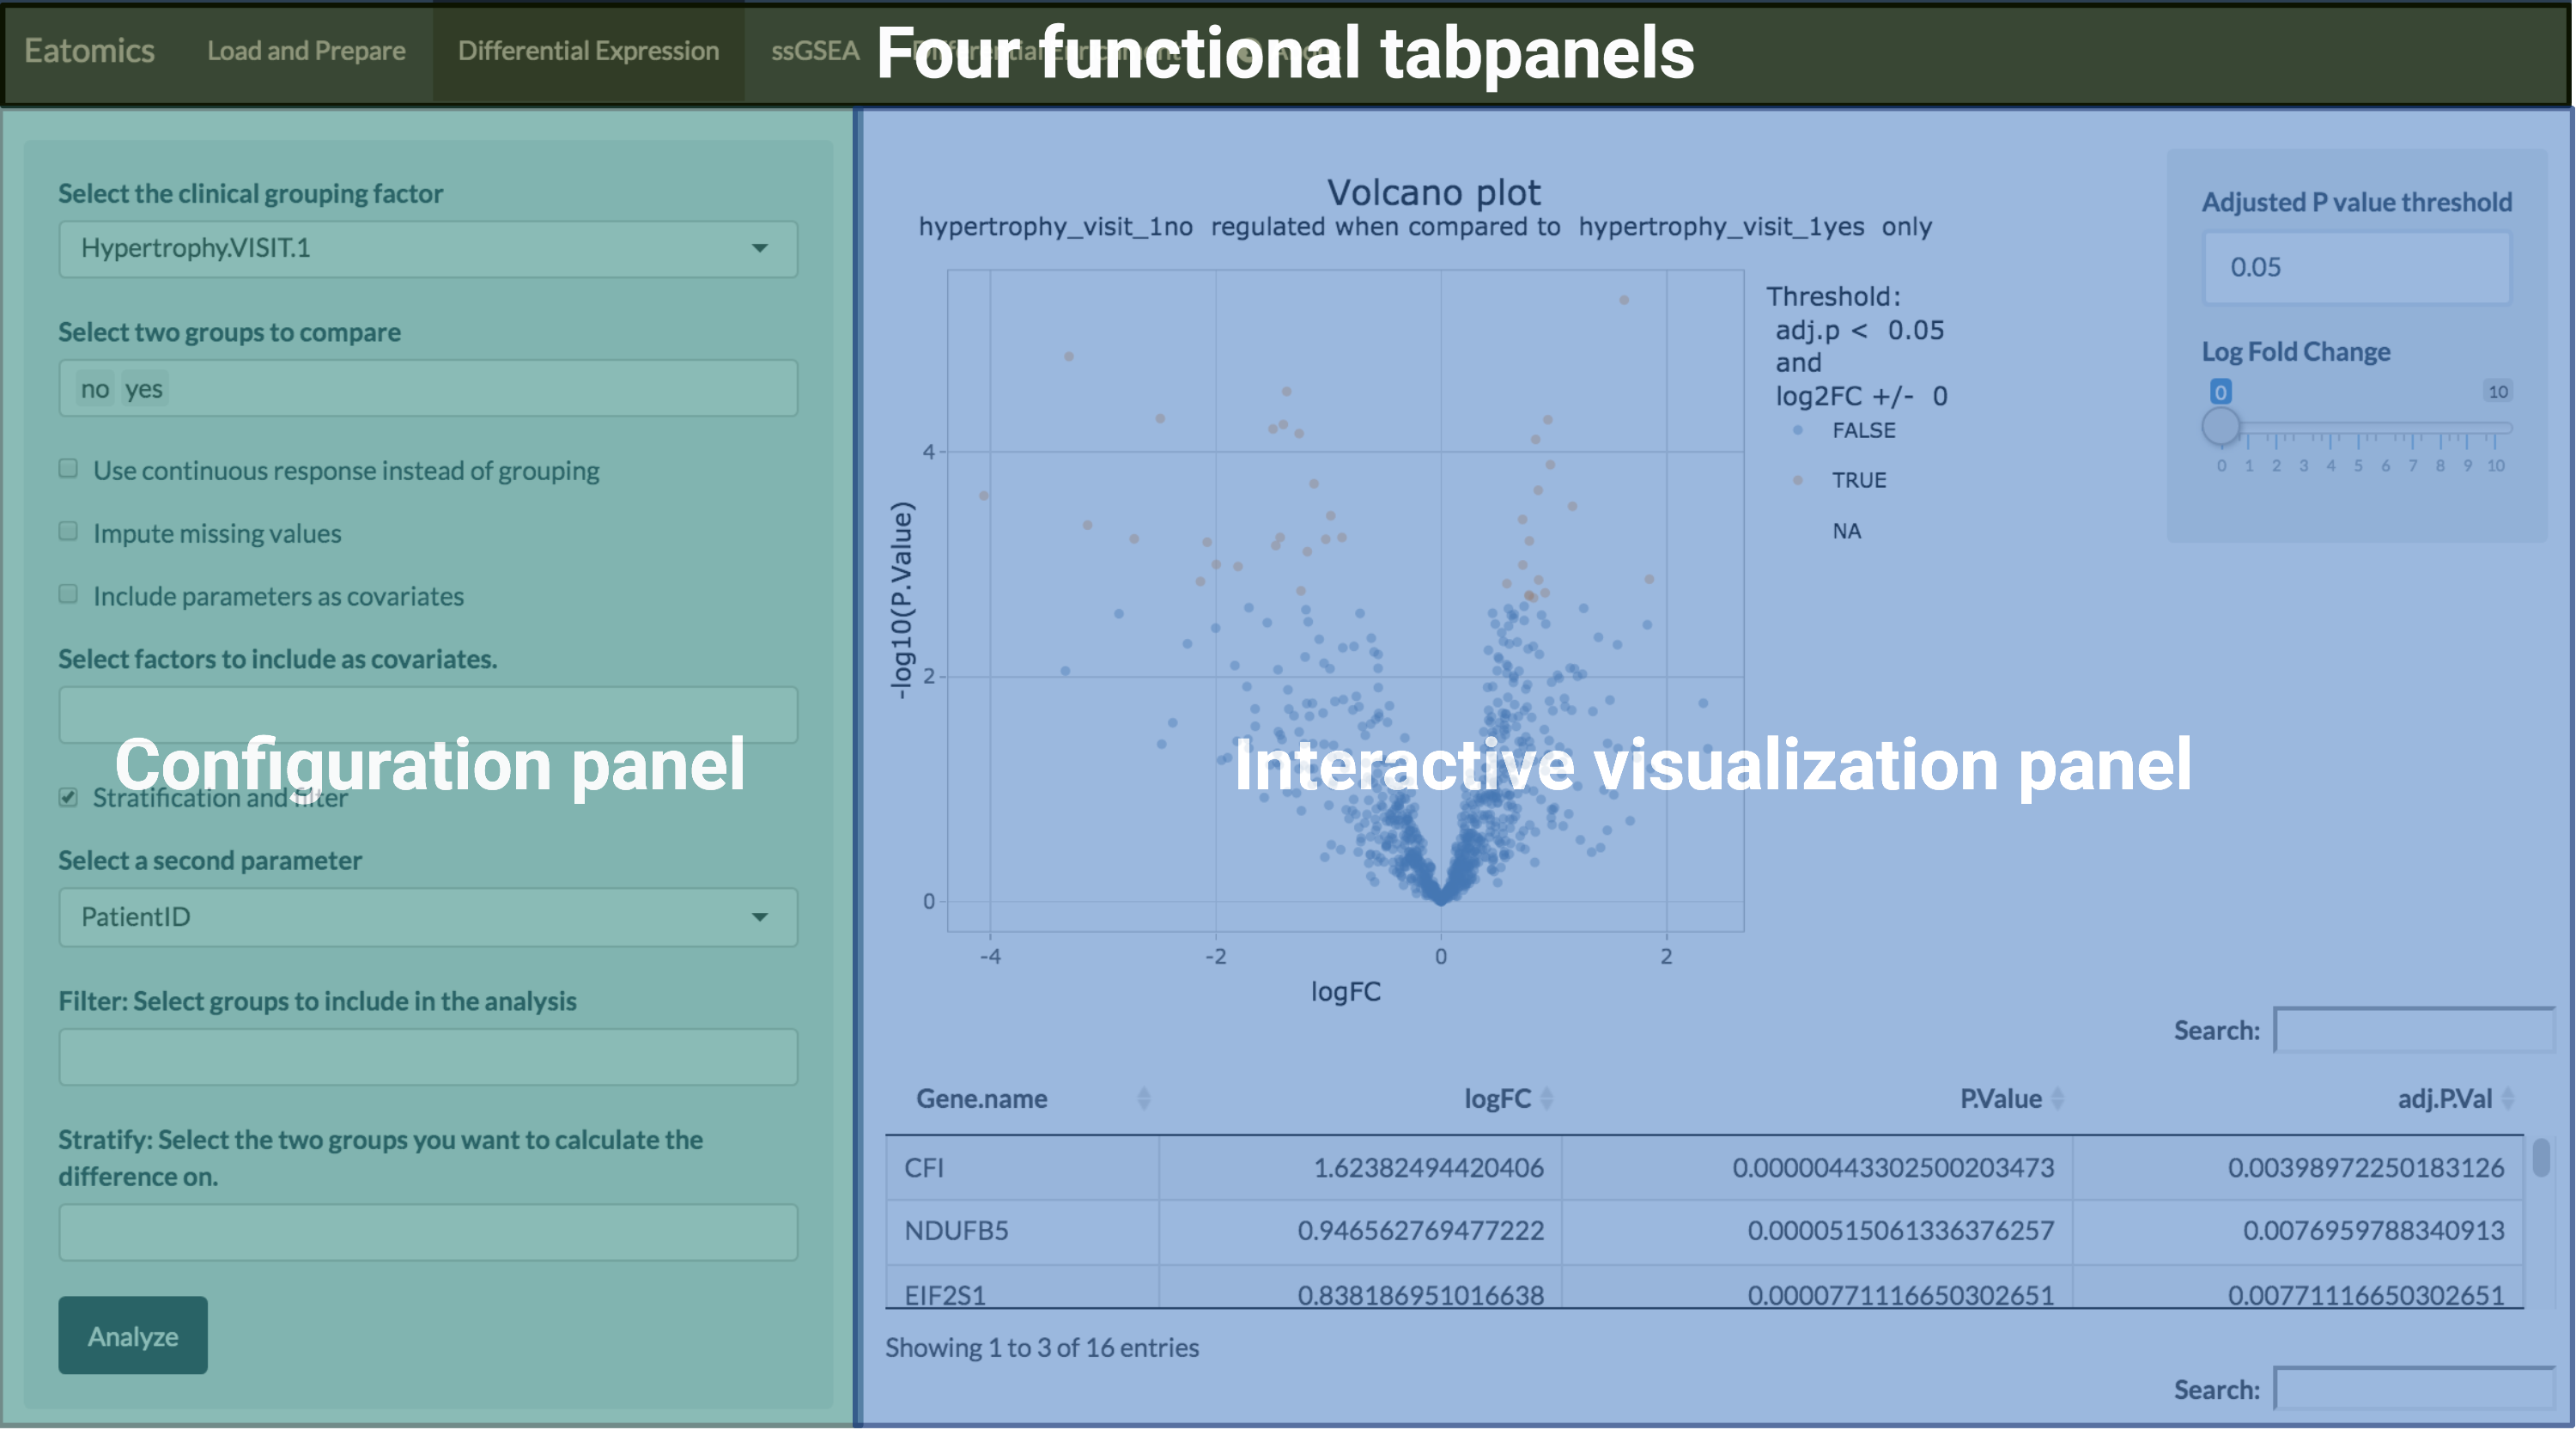 Eatomics Load and Prepare Differential Expression ssGSEA Differential Enrichment
Four functional tabpanels
Select the clinical grouping factor
Hypertrophy.VISIT.1
Select two groups to compare
no yes
Use continuous response instead of grouping
Impute missing values
Include parameters as covariates
Select factors to include as covariates.
Configuration panel
Stratification and filter
Select a second parameter
PatientID
Filter: Select groups to include in the analysis
Stratify: Select the two groups you want to calculate the
difference on.
Analyze
Volcano plot
hypertrophy_visit_1no regulated when compared to hypertrophy_visit_1yes only
Threshold:
adj.p < 0.05
and
log2FC +/- 0
FALSE
TRUE
NA
-log10(P.Value)
4
2
0
-4 -2 0 2
logFC
Interactive visualization panel
Adjusted P value threshold
0.05
Log Fold Change
0 10
0 1 2 3 4 5 6 7 8 9 10
Search:
Gene.name logFC P.Value adj.P.Val
CFI 1.62382494420406 0.00000443302500203473 0.00398972250183126
NDUFB5 0.946562769477222 0.0000515061336376257 0.0076959788340913
EIF2S1 0.838186951016638 0.0000771116650302651 0.00771116650302651
Showing 1 to 3 of 16 entries
Search: